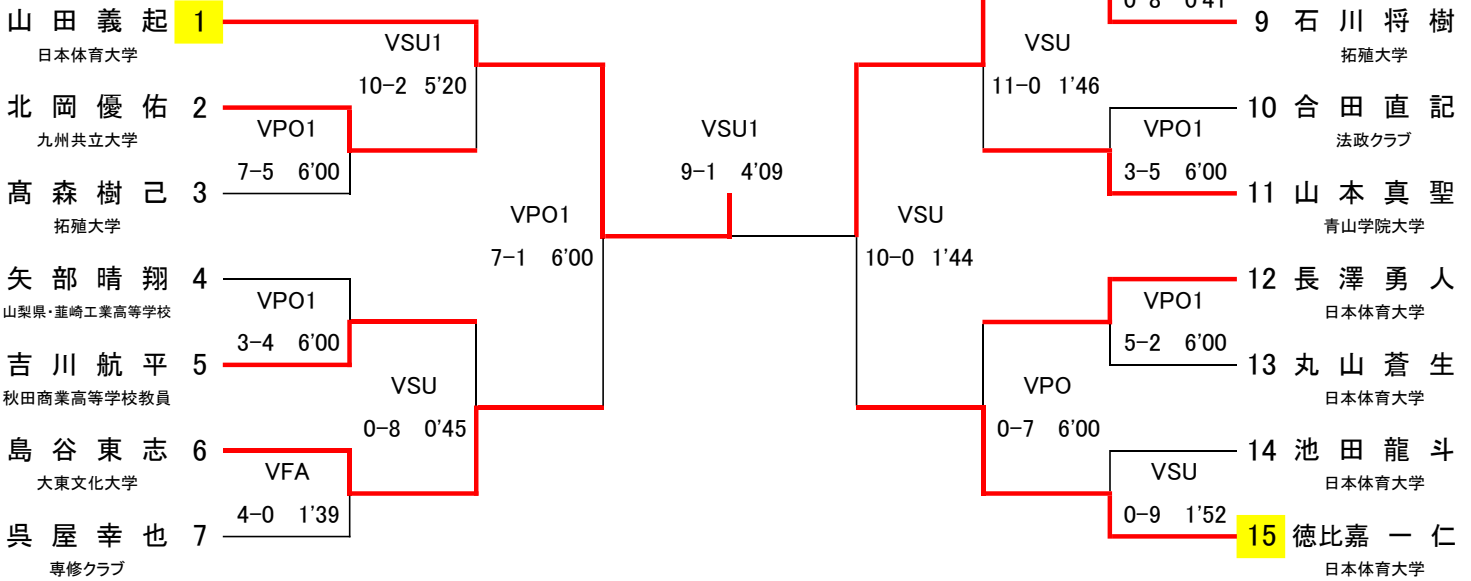 山田義起 1
日本体育大学
VSU1
10-2 5'20
北岡優佑 2
九州共立大学
VPO1
7-5 6'00
髙森樹己 3
拓殖大学
VPO1
7-1 6'00
矢部晴翔 4
山梨県・韮崎工業高等学校
VPO1
3-4 6'00
吉川航平 5
秋田商業高等学校教員
VSU
0-8 0'45
島谷東志 6
大東文化大学
VFA
4-0 1'39
呉屋幸也 7
専修クラブ
VSU1
9-1 4'09
0-8 0'41
9 石川将樹
拓殖大学
VSU
11-0 1'46
10 合田直記
法政クラブ
VPO1
3-5 6'00
11 山本真聖
青山学院大学
VSU
10-0 1'44
12 長澤勇人
日本体育大学
VPO1
5-2 6'00
13 丸山蒼生
日本体育大学
VPO
0-7 6'00
14 池田龍斗
日本体育大学
VSU
0-9 1'52
15 徳比嘉一仁
日本体育大学